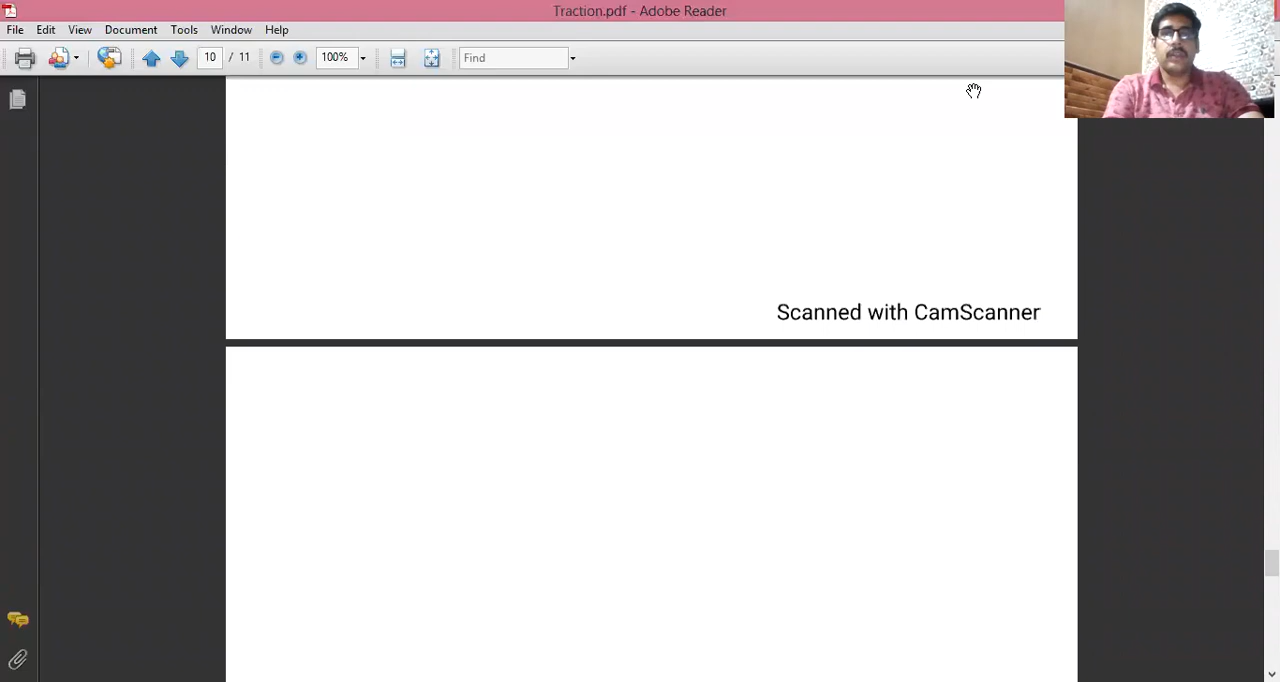 Traction.pdf - Adobe Reader
File Edit View Document Tools Window Help
10 / 11 100% Find
Scanned with CamScanner